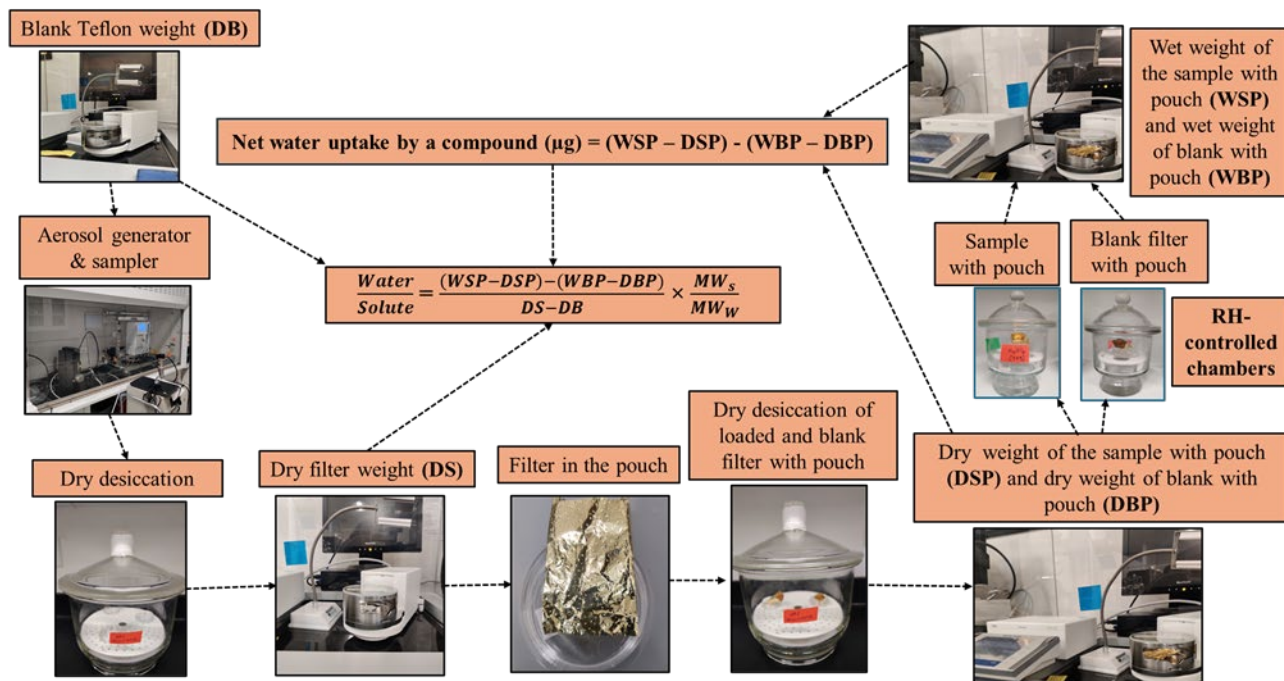 Blank Teflon weight (DB)
Aerosol generator
& sampler
Dry desiccation
Dry filter weight (DS)
Filter in the pouch
Dry desiccation of
loaded and blank
filter with pouch
Dry weight of the sample with pouch
(DSP) and dry weight of blank with
pouch (DBP)
RH-
controlled
chambers
Sample
with pouch
Blank filter
with pouch
Wet weight of
the sample with
pouch (WSP)
and wet weight
of blank with
pouch (WBP)
Net water uptake by a compound (µg) = (WSP – DSP) - (WBP – DBP)
Water/Solute = (WSP−DSP)−(WBP−DBP)/DS−DB × MWs/MWW